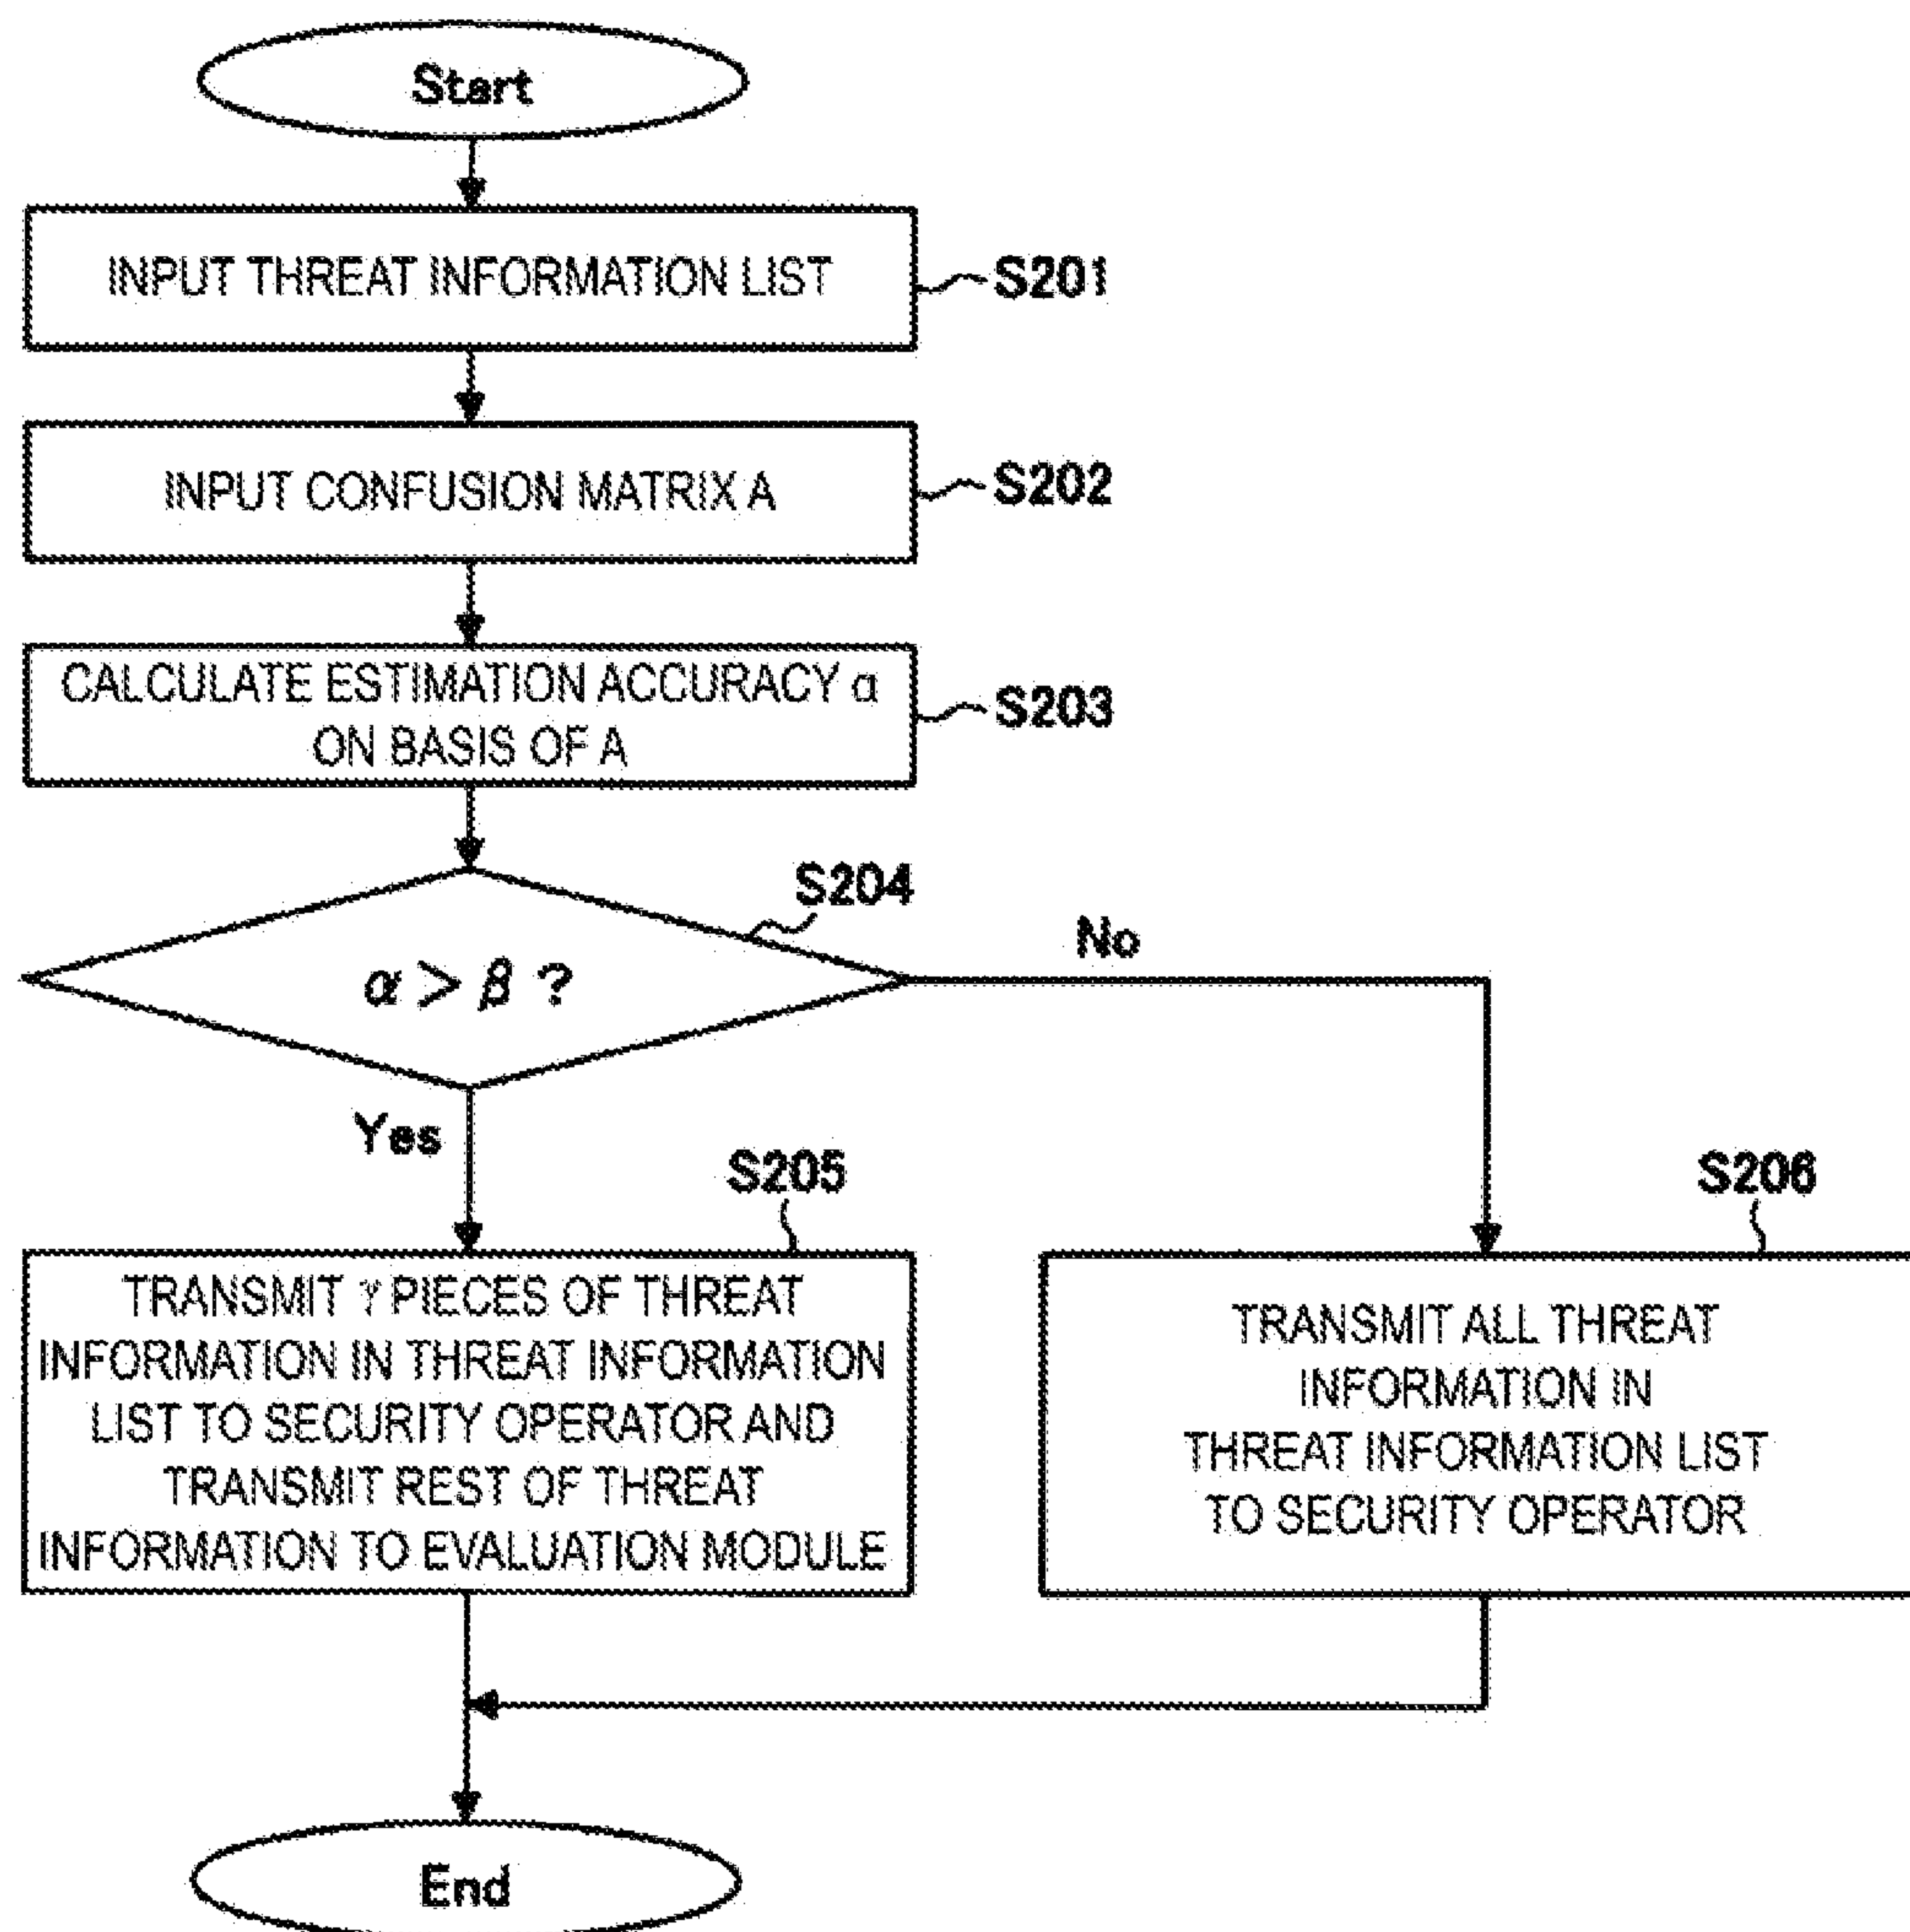 Start
INPUT THREAT INFORMATION LIST
S201
INPUT CONFUSION MATRIX A
S202
CALCULATE ESTIMATION ACCURACY α
ON BASIS OF A
S203
S204
α > β ?
No
Yes
S205
TRANSMIT γ PIECES OF THREAT
INFORMATION IN THREAT INFORMATION
LIST TO SECURITY OPERATOR AND
TRANSMIT REST OF THREAT
INFORMATION TO EVALUATION MODULE
S206
TRANSMIT ALL THREAT
INFORMATION IN
THREAT INFORMATION LIST
TO SECURITY OPERATOR
End